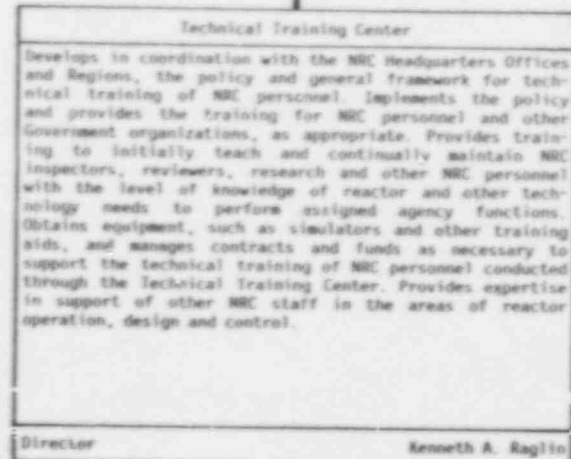 Technical Training Center
Develops in coordination with the NRC Headquarters Offices
and Regions, the policy and general framework for tech-
nical training of NRC personnel. Implements the policy
and provides the training for NRC personnel and other
Government organizations, as appropriate. Provides train-
ing to initially teach and continually maintain NRC
inspectors, reviewers, research and other NRC personnel
with the level of knowledge of reactor and other tech-
nology needs to perform assigned agency functions.
Obtains equipment, such as simulators and other training
aids, and manages contracts and funds as necessary to
support the technical training of NRC personnel conducted
through the Technical Training Center. Provides expertise
in support of other NRC staff in the areas of reactor
operation, design and control.
Director Kenneth A. Raglin